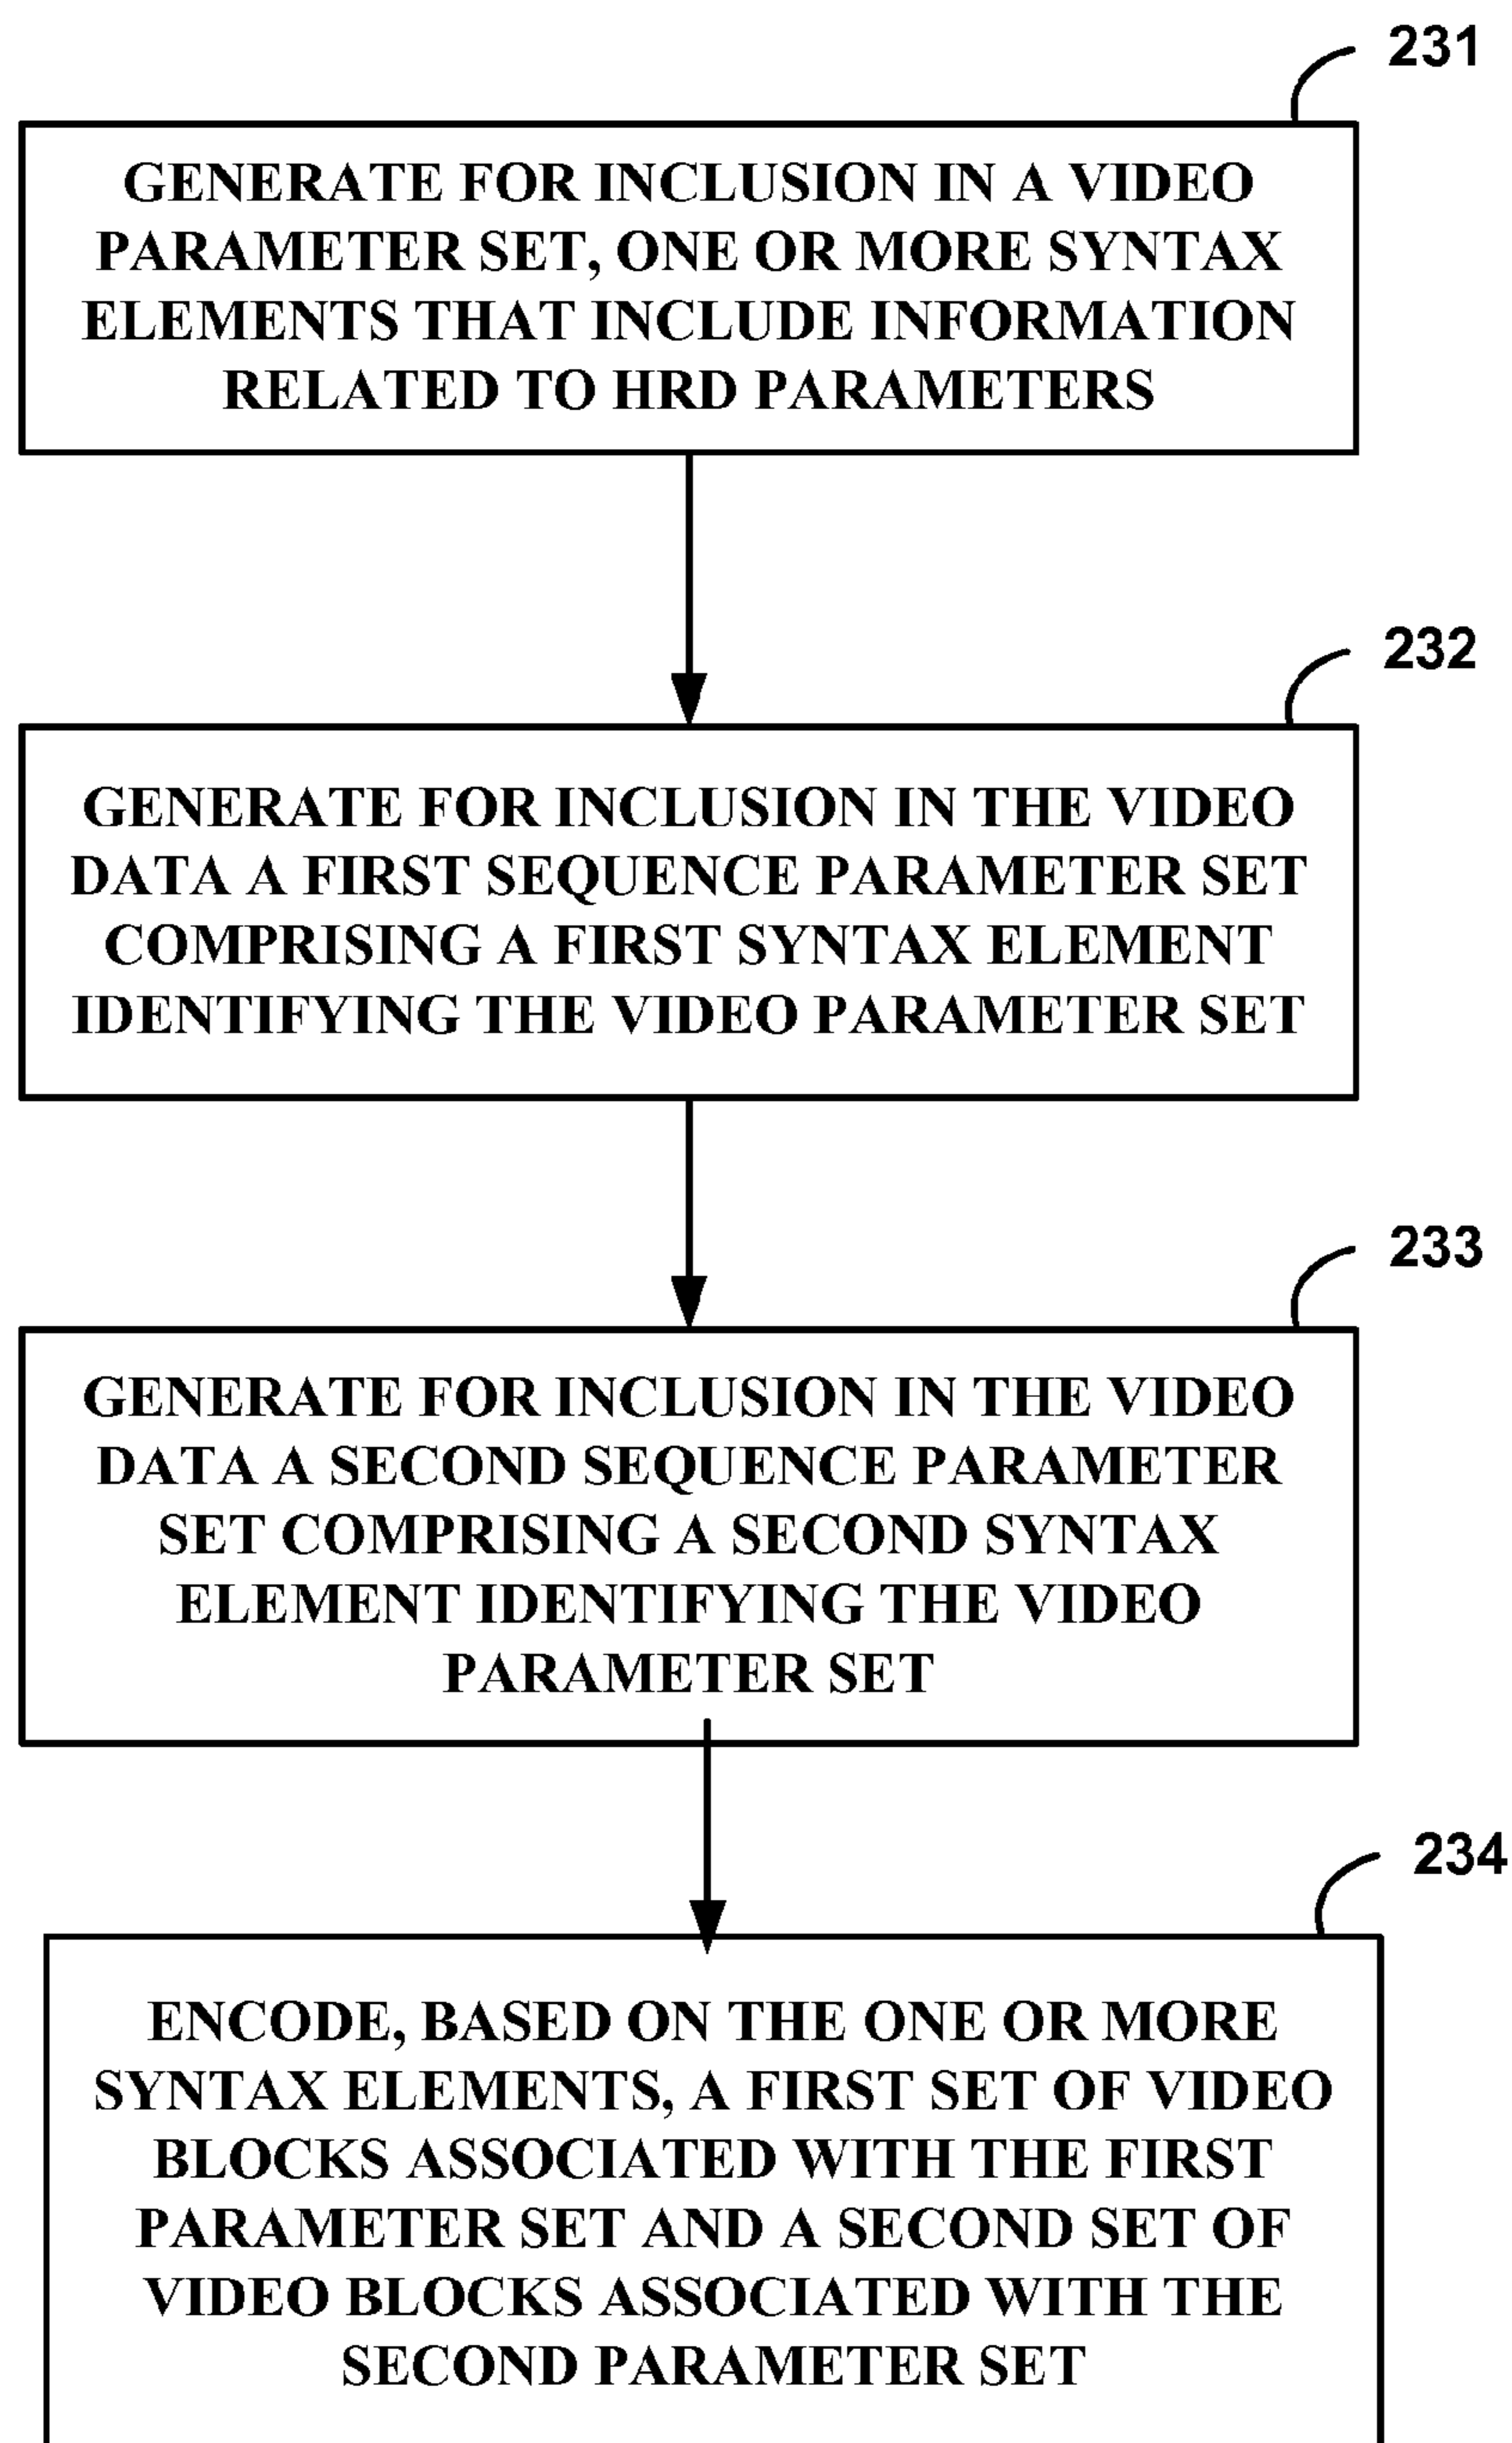 231
GENERATE FOR INCLUSION IN A VIDEO
PARAMETER SET, ONE OR MORE SYNTAX
ELEMENTS THAT INCLUDE INFORMATION
RELATED TO HRD PARAMETERS
232
GENERATE FOR INCLUSION IN THE VIDEO
DATA A FIRST SEQUENCE PARAMETER SET
COMPRISING A FIRST SYNTAX ELEMENT
IDENTIFYING THE VIDEO PARAMETER SET
233
GENERATE FOR INCLUSION IN THE VIDEO
DATA A SECOND SEQUENCE PARAMETER
SET COMPRISING A SECOND SYNTAX
ELEMENT IDENTIFYING THE VIDEO
PARAMETER SET
234
ENCODE, BASED ON THE ONE OR MORE
SYNTAX ELEMENTS, A FIRST SET OF VIDEO
BLOCKS ASSOCIATED WITH THE FIRST
PARAMETER SET AND A SECOND SET OF
VIDEO BLOCKS ASSOCIATED WITH THE
SECOND PARAMETER SET